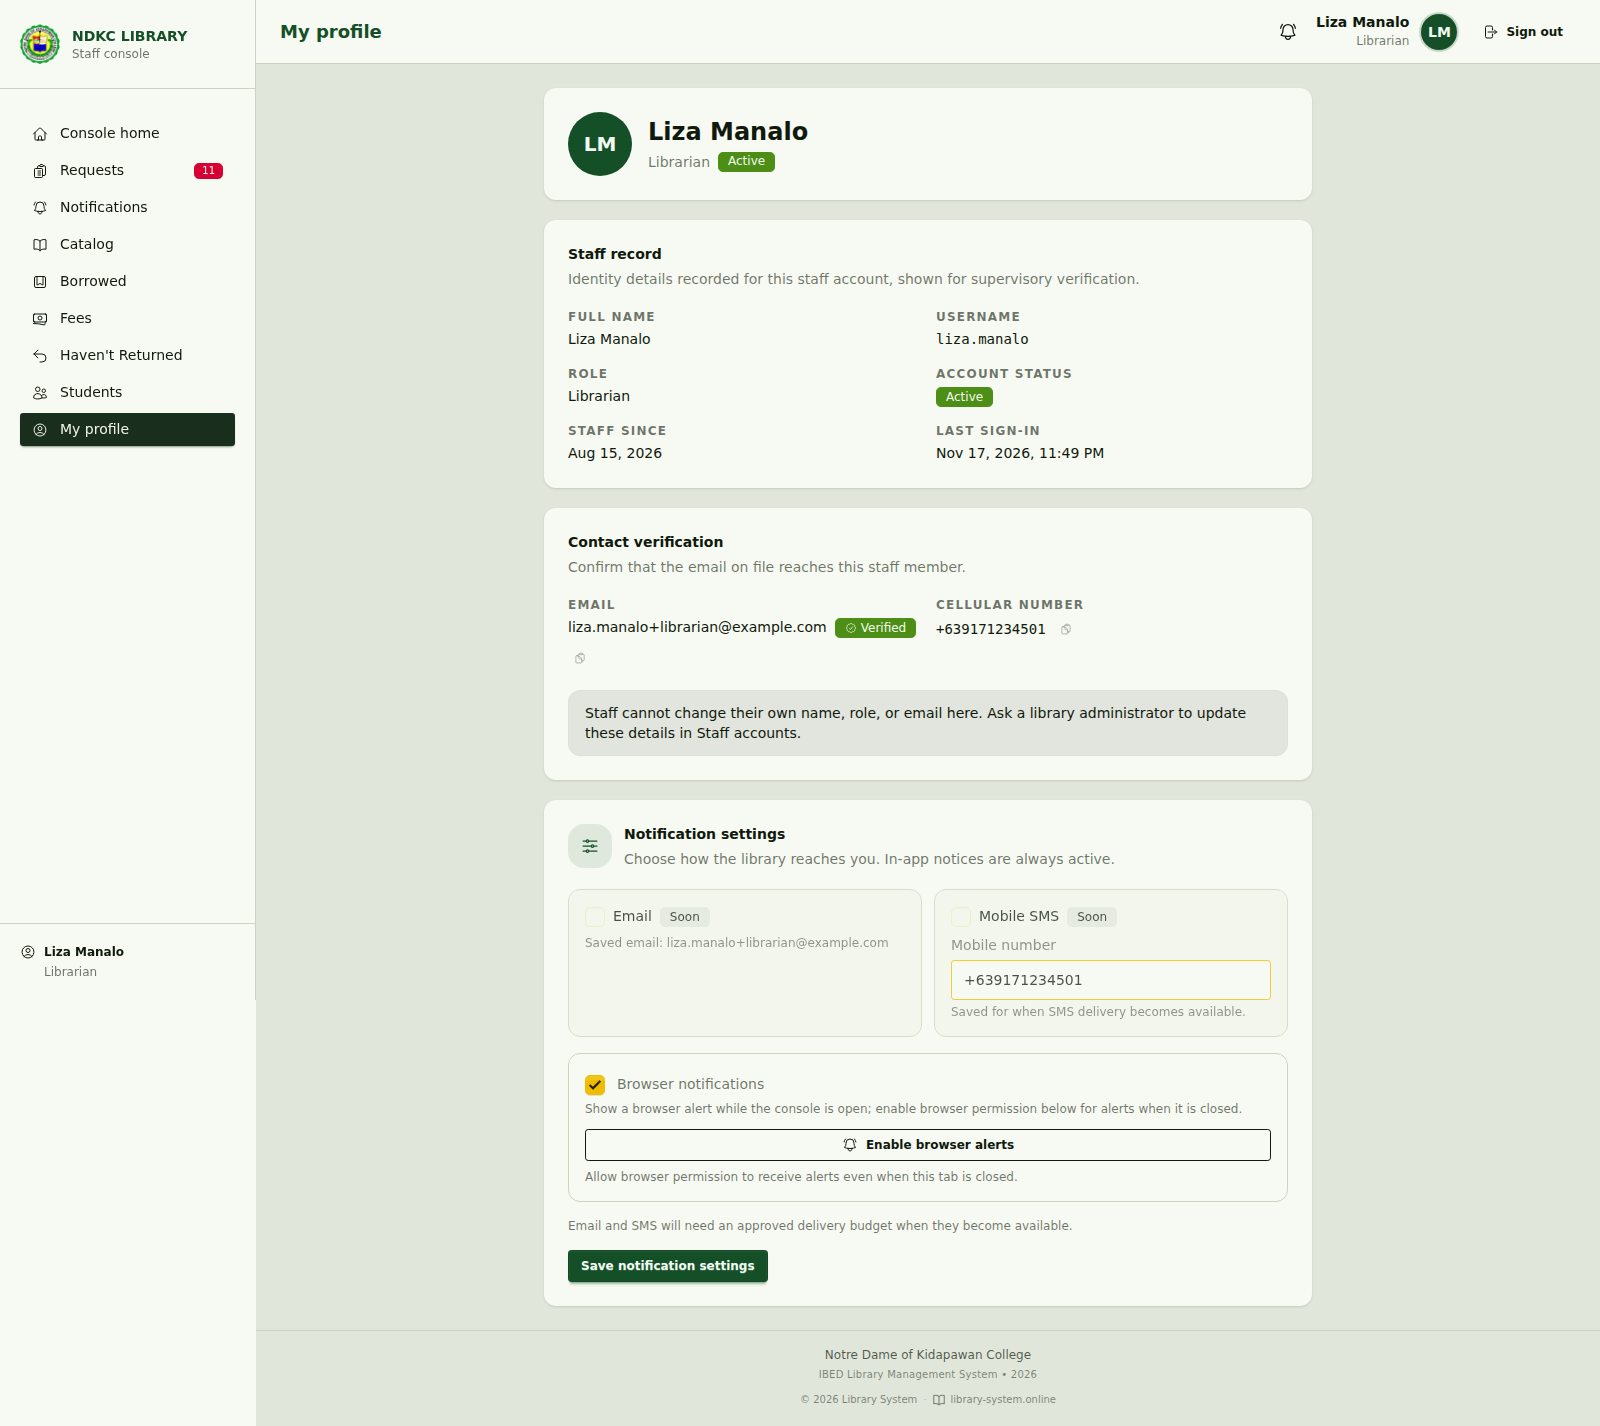 NDKC LIBRARY
Staff console
Console home
Requests 11
Notifications
Catalog
Borrowed
Fees
Haven't Returned
Students
My profile
Liza Manalo
Librarian
My profile
Liza Manalo
Librarian
LM
Sign out
LM
Liza Manalo
Librarian Active
Staff record
Identity details recorded for this staff account, shown for supervisory verification.
FULL NAME
Liza Manalo
USERNAME
liza.manalo
ROLE
Librarian
ACCOUNT STATUS
Active
STAFF SINCE
Aug 15, 2026
LAST SIGN-IN
Nov 17, 2026, 11:49 PM
Contact verification
Confirm that the email on file reaches this staff member.
EMAIL
liza.manalo+librarian@example.com Verified
CELLULAR NUMBER
+639171234501
Staff cannot change their own name, role, or email here. Ask a library administrator to update
these details in Staff accounts.
Notification settings
Choose how the library reaches you. In-app notices are always active.
Email Soon
Saved email: liza.manalo+librarian@example.com
Mobile SMS Soon
Mobile number
+639171234501
Saved for when SMS delivery becomes available.
Browser notifications
Show a browser alert while the console is open; enable browser permission below for alerts when it is closed.
Enable browser alerts
Allow browser permission to receive alerts even when this tab is closed.
Email and SMS will need an approved delivery budget when they become available.
Save notification settings
Notre Dame of Kidapawan College
IBED Library Management System • 2026
© 2026 Library System · library-system.online